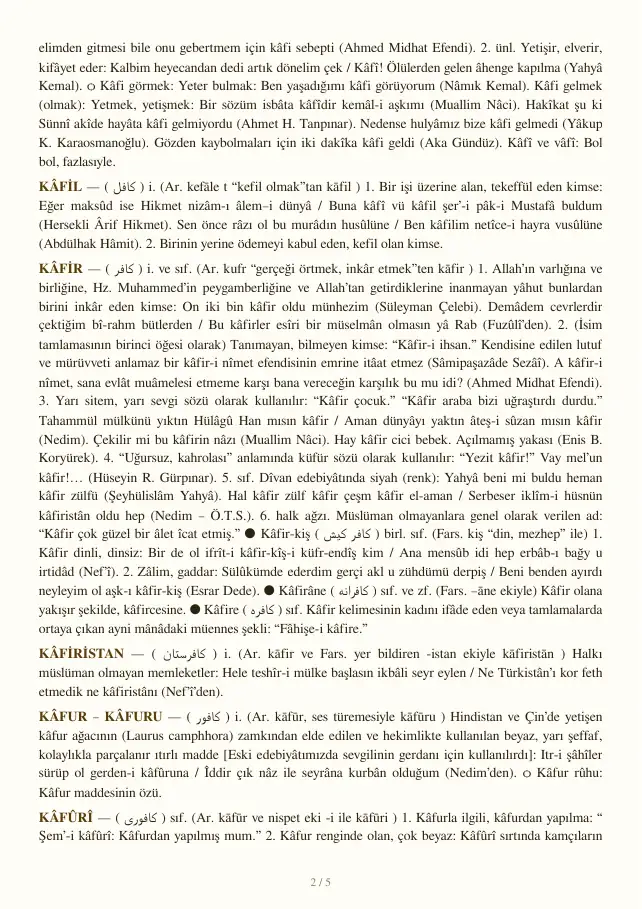 elimden gitmesi bile onu gebertmem için kâfi sebepti (Ahmed Midhat Efendi). 2. ünl. Yetişir, elverir,
kifâyet eder: Kalbim heyecandan dedi artık dönelim çek / Kâfî! Ölülerden gelen âhenge kapılma (Yahyâ
Kemal). ο Kâfi görmek: Yeter bulmak: Ben yaşadığımı kâfi görüyorum (Nâmık Kemal). Kâfi gelmek
(olmak): Yetmek, yetişmek: Bir sözüm isbâta kâfîdir kemâl-i aşkımı (Muallim Nâci). Hakîkat şu ki
Sünnî akîde hayâta kâfi gelmiyordu (Ahmet H. Tanpınar). Nedense hulyâmız bize kâfi gelmedi (Yâkup
K. Karaosmanoğlu). Gözden kaybolmaları için iki dakîka kâfi geldi (Aka Gündüz). Kâfî ve vâfî: Bol
bol, fazlasıyle.
KÂFİL — ( كافل ) i. (Ar. kefāle t “kefil olmak”tan kāfil ) 1. Bir işi üzerine alan, tekeffül eden kimse:
Eğer maksûd ise Hikmet nizâm-ı âlem–i dünyâ / Buna kâfî vü kâfil şer’-i pâk-i Mustafâ buldum
(Hersekli Ârif Hikmet). Sen önce râzı ol bu murâdın husûlüne / Ben kâfilim netîce-i hayra vusûlüne
(Abdülhak Hâmit). 2. Birinin yerine ödemeyi kabul eden, kefil olan kimse.
KÂFİR — ( كافر ) i. ve sıf. (Ar. kufr “gerçeği örtmek, inkâr etmek”ten kāfir ) 1. Allah’ın varlığına ve
birliğine, Hz. Muhammed’in peygamberliğine ve Allah’tan getirdiklerine inanmayan yâhut bunlardan
birini inkâr eden kimse: On iki bin kâfir oldu münhezim (Süleyman Çelebi). Demâdem cevrlerdir
çektiğim bî-rahm bütlerden / Bu kâfirler esîri bir müselmân olmasın yâ Rab (Fuzûlî’den). 2. (İsim
tamlamasının birinci öğesi olarak) Tanımayan, bilmeyen kimse: “Kâfir-i ihsan.” Kendisine edilen lutuf
ve mürüvveti anlamaz bir kâfir-i nîmet efendisinin emrine itâat etmez (Sâmipaşazâde Sezâî). A kâfir-i
nîmet, sana evlât muâmelesi etmeme karşı bana vereceğin karşılık bu mu idi? (Ahmed Midhat Efendi).
3. Yarı sitem, yarı sevgi sözü olarak kullanılır: “Kâfir çocuk.” “Kâfir araba bizi uğraştırdı durdu.”
Tahammül mülkünü yıktın Hülâgû Han mısın kâfir / Aman dünyâyı yaktın âteş-i sûzan mısın kâfir
(Nedim). Çekilir mi bu kâfirin nâzı (Muallim Nâci). Hay kâfir cici bebek. Açılmamış yakası (Enis B.
Koryürek). 4. “Uğursuz, kahrolası” anlamında küfür sözü olarak kullanılır: “Yezit kâfir!” Vay mel’un
kâfir!… (Hüseyin R. Gürpınar). 5. sıf. Dîvan edebiyâtında siyah (renk): Yahyâ beni mi buldu heman
kâfir zülfü (Şeyhülislâm Yahyâ). Hal kâfir zülf kâfir çeşm kâfir el-aman / Serbeser iklîm-i hüsnün
kâfiristân oldu hep (Nedim – Ö.T.S.). 6. halk ağzı. Müslüman olmayanlara genel olarak verilen ad:
“Kâfir çok güzel bir âlet îcat etmiş.” ● Kâfir-kiş ( كافر كيش ) birl. sıf. (Fars. kiş “din, mezhep” ile) 1.
Kâfir dinli, dinsiz: Bir de ol ifrît-i kâfir-kîş-i küfr-endîş kim / Ana mensûb idi hep erbâb-ı bağy u
irtidâd (Nef’î). 2. Zâlim, gaddar: Sülûkümde ederdim gerçi akl u zühdümü derpiş / Beni benden ayırdı
neyleyim ol aşk-ı kâfir-kiş (Esrar Dede). ● Kâfirâne ( كافرانه ) sıf. ve zf. (Fars. –āne ekiyle) Kâfir olana
yakışır şekilde, kâfircesine. ● Kâfire ( كافره ) sıf. Kâfir kelimesinin kadını ifâde eden veya tamlamalarda
ortaya çıkan ayni mânâdaki müennes şekli: “Fâhişe-i kâfire.”
KÂFİRİSTAN — ( كافرستان ) i. (Ar. kāfir ve Fars. yer bildiren -istan ekiyle kāfiristān ) Halkı
müslüman olmayan memleketler: Hele teshîr-i mülke başlasın ikbâli seyr eylen / Ne Türkistân’ı kor feth
etmedik ne kâfiristânı (Nef’î’den).
KÂFUR – KÂFURU — ( كافور ) i. (Ar. kāfūr, ses türemesiyle kāfūru ) Hindistan ve Çin’de yetişen
kâfur ağacının (Laurus camphhora) zamkından elde edilen ve hekimlikte kullanılan beyaz, yarı şeffaf,
kolaylıkla parçalanır ıtırlı madde [Eski edebiyâtımızda sevgilinin gerdanı için kullanılırdı]: Itr-i şâhîler
sürüp ol gerden-i kâfûruna / Îddir çık nâz ile seyrâna kurbân olduğum (Nedim’den). ο Kâfur rûhu:
Kâfur maddesinin özü.
KÂFÛRÎ — ( كافورى ) sıf. (Ar. kāfūr ve nispet eki -і ile kāfūri ) 1. Kâfurla ilgili, kâfurdan yapılma: “
Şem’-i kâfûrî: Kâfurdan yapılmış mum.” 2. Kâfur renginde olan, çok beyaz: Kâfûrî sırtında kamçıların
2 / 5